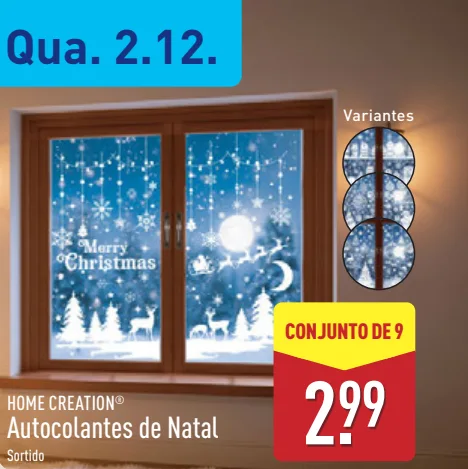 Qua. 2.12.
Variantes
Merry
Christmas
CONJUNTO DE 9
2.99
HOME CREATION®
Autocolantes de Natal
Sortido